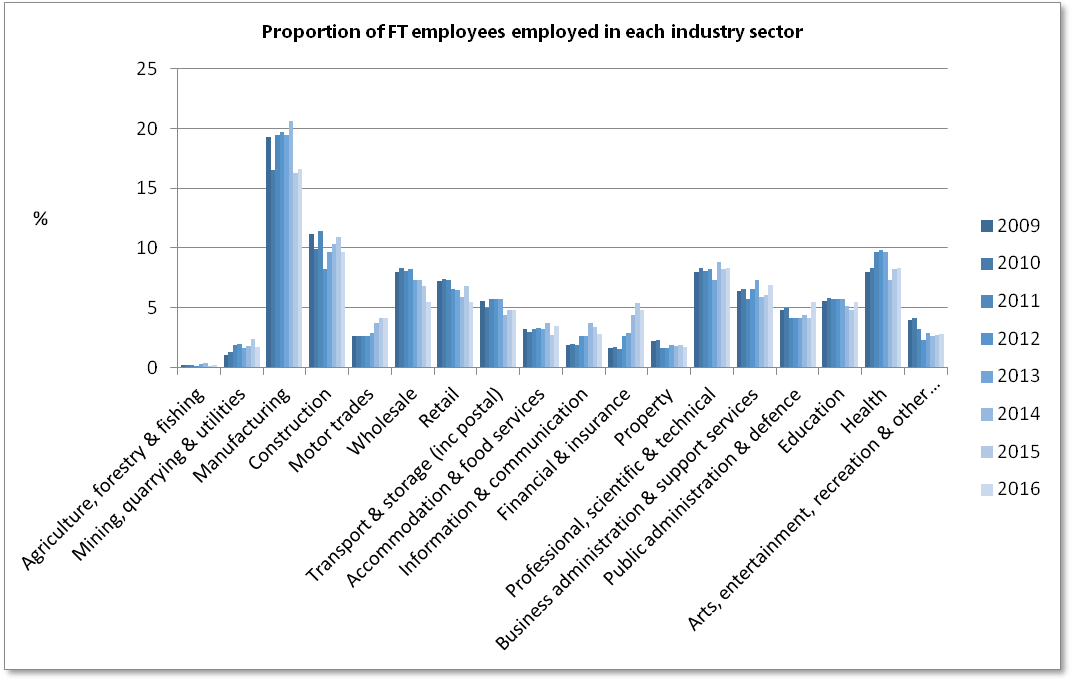 Proportion of FT employees employed in each industry sector
25
20
15
10
5
0
%
Agriculture, forestry & fishing
Mining, quarrying & utilities
Manufacturing
Construction
Motor trades
Wholesale
Retail
Transport & storage (inc postal)
Accommodation & food services
Information & communication
Financial & insurance
Property
Professional, scientific & technical
Business administration & support services
Public administration & defence
Education
Health
Arts, entertainment, recreation & other...
2009
2010
2011
2012
2013
2014
2015
2016